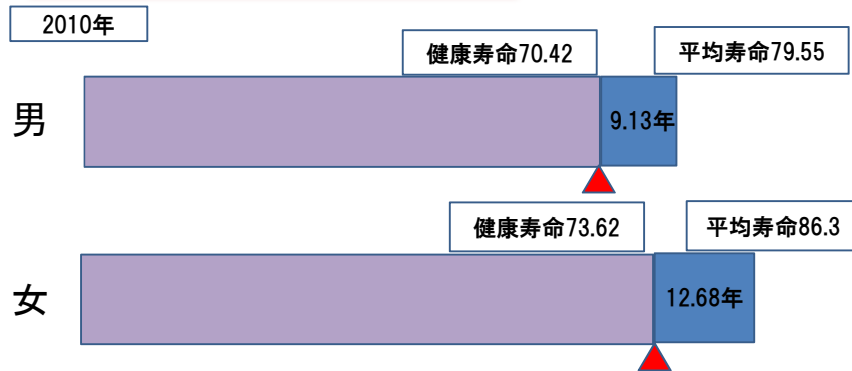 2010年
健康寿命70.42
平均寿命79.55
男
9.13年
健康寿命73.62
平均寿命86.3
女
12.68年